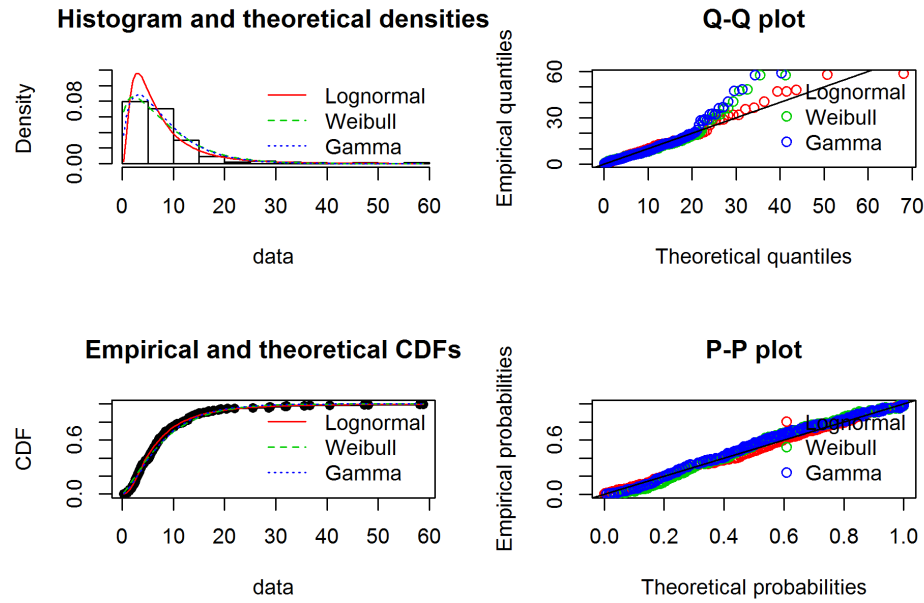 Histogram and theoretical densities
Density
0.00
0.08
Lognormal
Weibull
Gamma
0 10 20 30 40 50 60
data
Q-Q plot
Empirical quantiles
0 30 60
Lognormal
Weibull
Gamma
0 10 20 30 40 50 60 70
Theoretical quantiles
Empirical and theoretical CDFs
CDF
0.0 0.6
Lognormal
Weibull
Gamma
0 10 20 30 40 50 60
data
P-P plot
Empirical probabilities
0.0 0.6
Lognormal
Weibull
Gamma
0.0 0.2 0.4 0.6 0.8 1.0
Theoretical probabilities